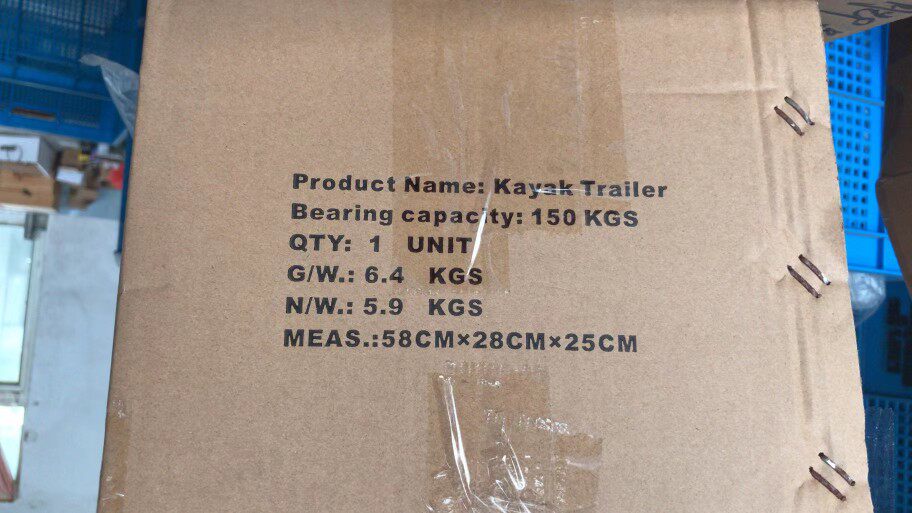 Product Name: Kayak Trailer
Bearing capacity: 150 KGS
QTY: 1 UNIT
G/W.: 6.4 KGS
N/W.: 5.9 KGS
MEAS.:58CM×28CM×25CM